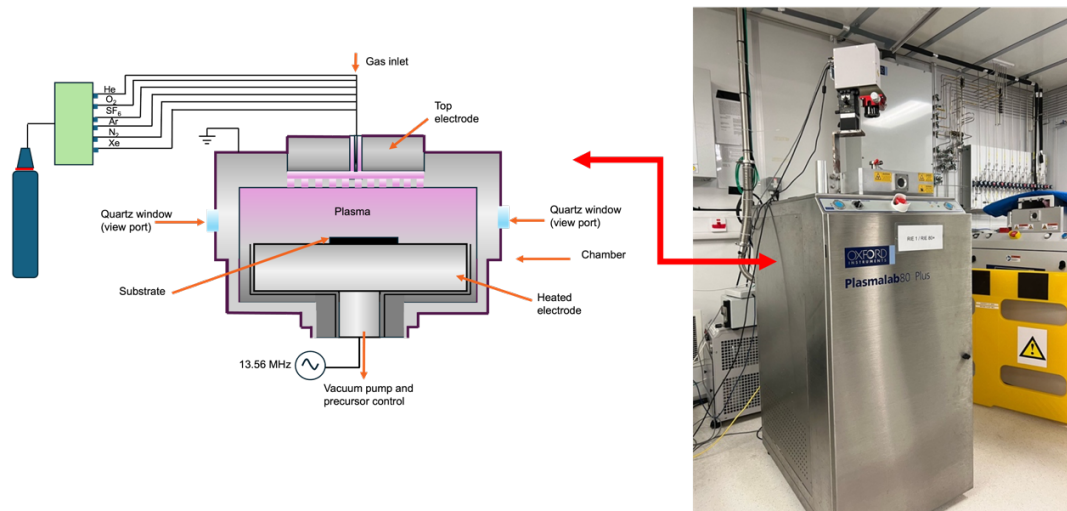 Gas inlet
He
O₂
SF₆
Ar
N₂
Xe
Top
electrode
Plasma
Quartz window
(view port)
Quartz window
(view port)
Chamber
Substrate
Heated
electrode
13.56 MHz
Vacuum pump and
precursor control
RIE 1 / RIE 80+
OXFORD
INSTRUMENTS
Plasmalab80 Plus